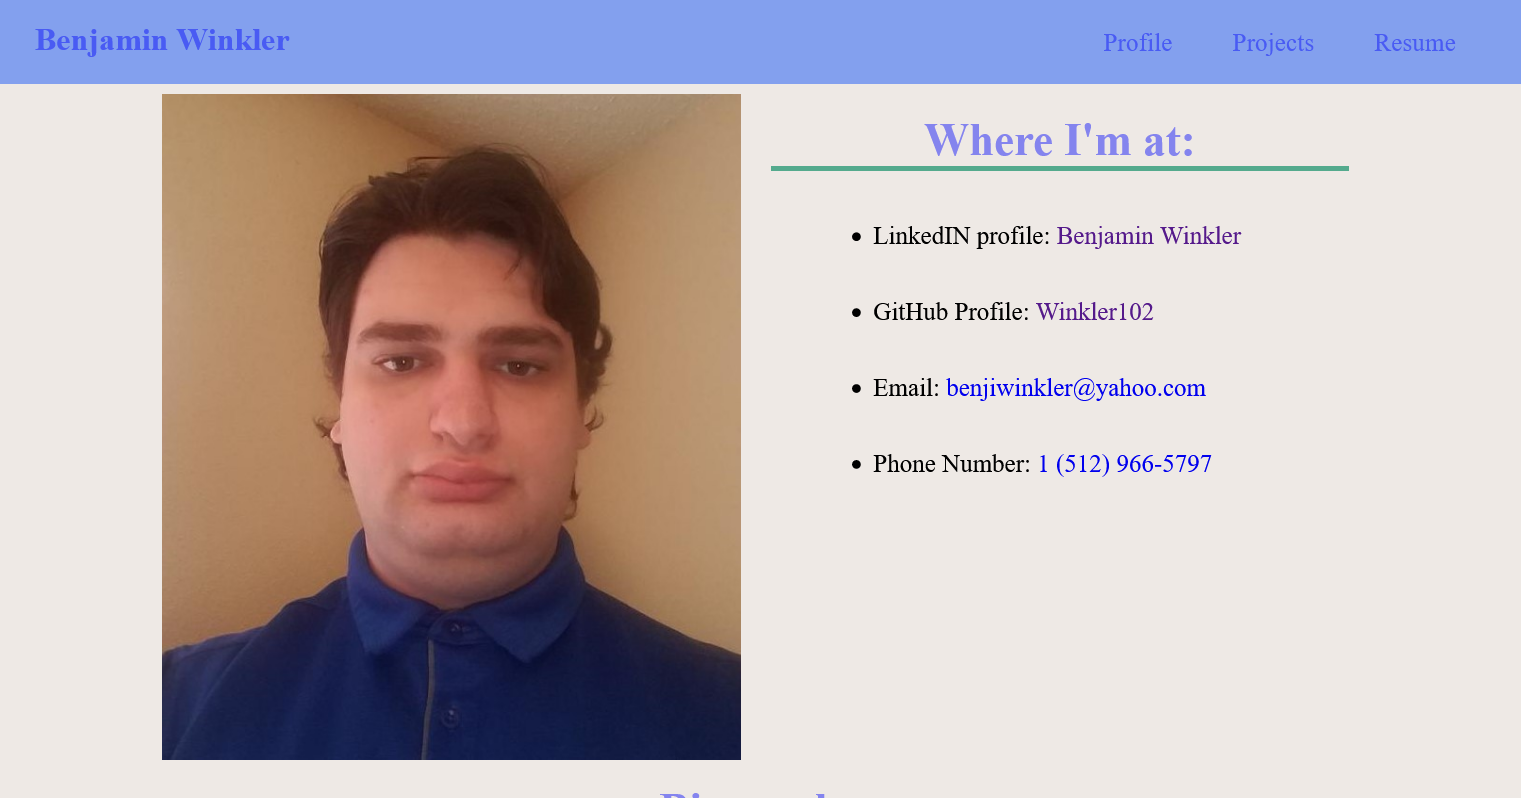 Benjamin Winkler
Profile Projects Resume
Where I'm at:
LinkedIN profile: Benjamin Winkler
GitHub Profile: Winkler102
Email: benjiwinkler@yahoo.com
Phone Number: 1 (512) 966-5797